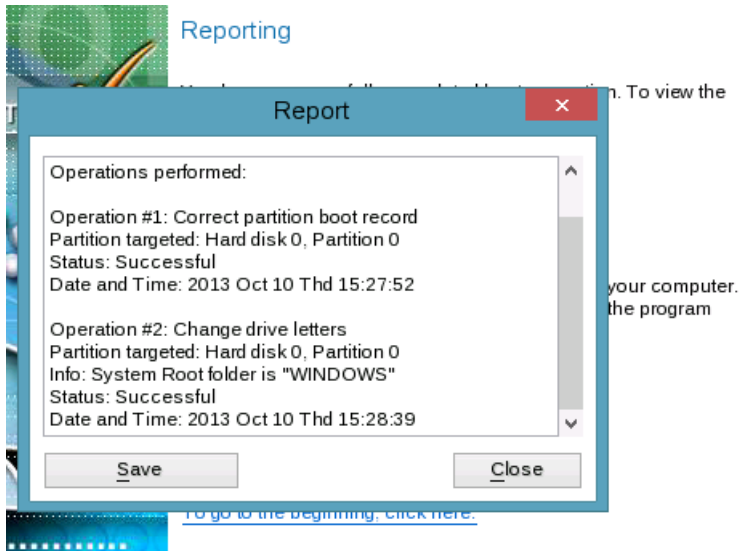 Reporting
n. To view the
Report
Operations performed:
Operation #1: Correct partition boot record
Partition targeted: Hard disk 0, Partition 0
Status: Successful
Date and Time: 2013 Oct 10 Thd 15:27:52
Operation #2: Change drive letters
Partition targeted: Hard disk 0, Partition 0
Info: System Root folder is "WINDOWS"
Status: Successful
Date and Time: 2013 Oct 10 Thd 15:28:39
your computer.
the program
Save
Close
To go to the beginning, click here.